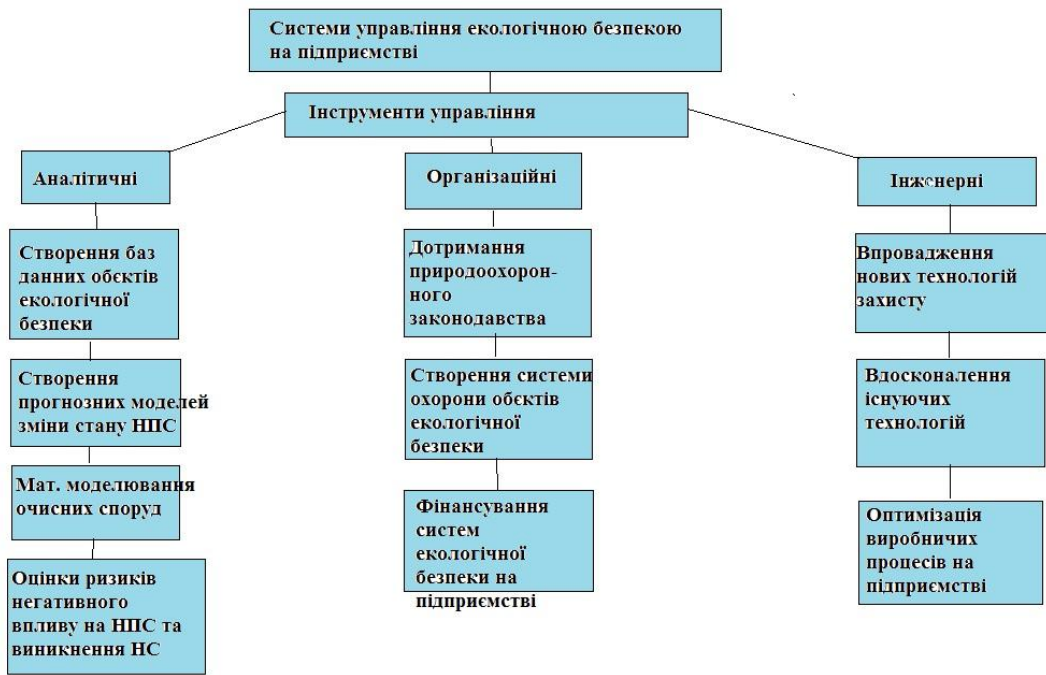 Системи управління екологічною безпекою
на підприємстві
Інструменти управління
Аналітичні
Організаційні
Інженерні
Створення баз
данних обєктів
екологічної
безпеки
Дотримання
природоохорон-
ного
законодавства
Впровадження
нових технологій
захисту
Створення
прогнозних моделей
зміни стану НПС
Створення системи
охорони обєктів
екологічної
безпеки
Вдосконалення
існуючих
технологій
Мат. моделювання
очисних споруд
Фінансування
систем
екологічної
безпеки на
підприємстві
Оптимізація
виробничих
процесів на
підприємстві
Оцінки ризиків
негативного
впливу на НПС та
виникнення НС